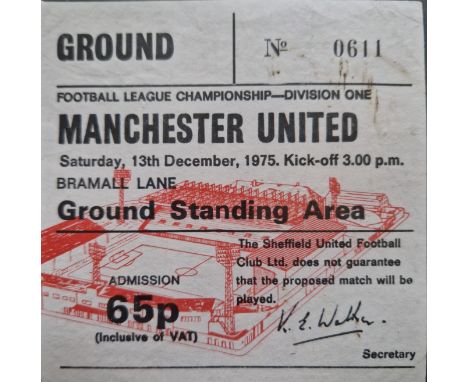 GROUND
Nº 0611
FOOTBALL LEAGUE CHAMPIONSHIP—DIVISION ONE
MANCHESTER UNITED
Saturday, 13th December, 1975. Kick-off 3.00 p.m.
BRAMALL LANE
Ground Standing Area
The Sheffield United Football
Club Ltd, does not guarantee
that the proposed match will be
played.
ADMISSION
65p
(inclusive of VAT)
K. E. Walker.
Secretary